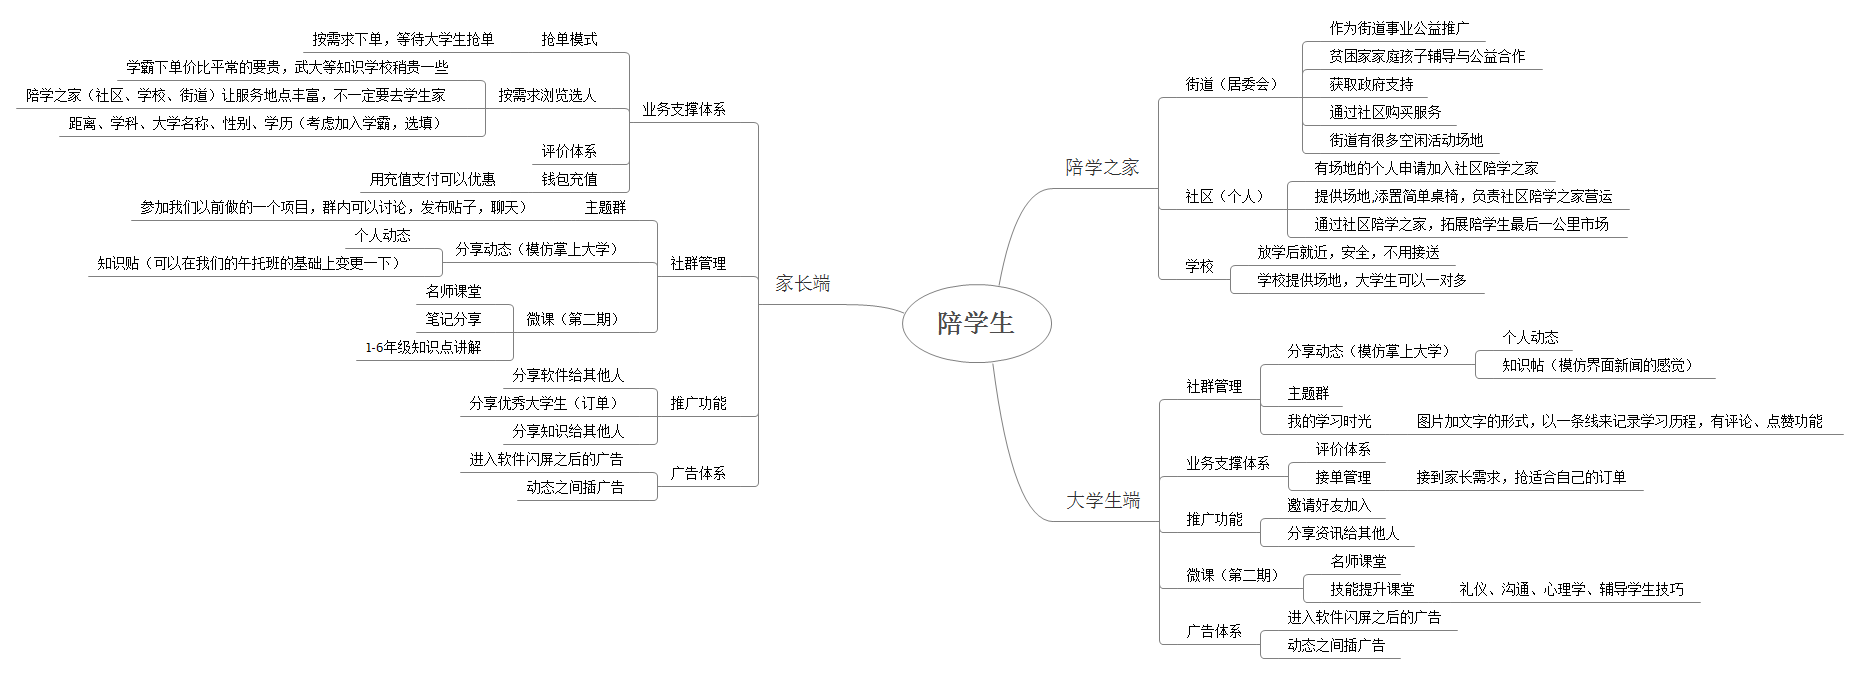 陪学生
家长端
业务支撑体系
抢单模式
按需求下单，等待大学生抢单
按需求浏览选人
学霸下单价比平常的要贵，武大等知识学校稍贵一些
陪学之家（社区、学校、街道）让服务地点丰富，不一定要去学生家
距离、学科、大学名称、性别、学历（考虑加入学霸，选填）
评价体系
钱包充值
用充值支付可以优惠
社群管理
主题群
参加我们以前做的一个项目，群内可以讨论，发布贴子，聊天）
分享动态（模仿掌上大学）
个人动态
知识贴（可以在我们的午托班的基础上变更一下）
微课（第二期）
名师课堂
笔记分享
1-6年级知识点讲解
推广功能
分享软件给其他人
分享优秀大学生（订单）
分享知识给其他人
广告体系
进入软件闪屏之后的广告
动态之间插广告
陪学之家
街道（居委会）
作为街道事业公益推广
贫困家家庭孩子辅导与公益合作
获取政府支持
通过社区购买服务
街道有很多空闲活动场地
社区（个人）
有场地的个人申请加入社区陪学之家
提供场地,添置简单桌椅，负责社区陪学之家营运
通过社区陪学之家，拓展陪学生最后一公里市场
学校
放学后就近，安全，不用接送
学校提供场地，大学生可以一对多
大学生端
社群管理
分享动态（模仿掌上大学）
个人动态
知识帖（模仿界面新闻的感觉）
主题群
我的学习时光
图片加文字的形式，以一条线来记录学习历程，有评论、点赞功能
业务支撑体系
评价体系
接单管理
接到家长需求，抢适合自己的订单
推广功能
邀请好友加入
分享资讯给其他人
微课（第二期）
名师课堂
技能提升课堂
礼仪、沟通、心理学、辅导学生技巧
广告体系
进入软件闪屏之后的广告
动态之间插广告